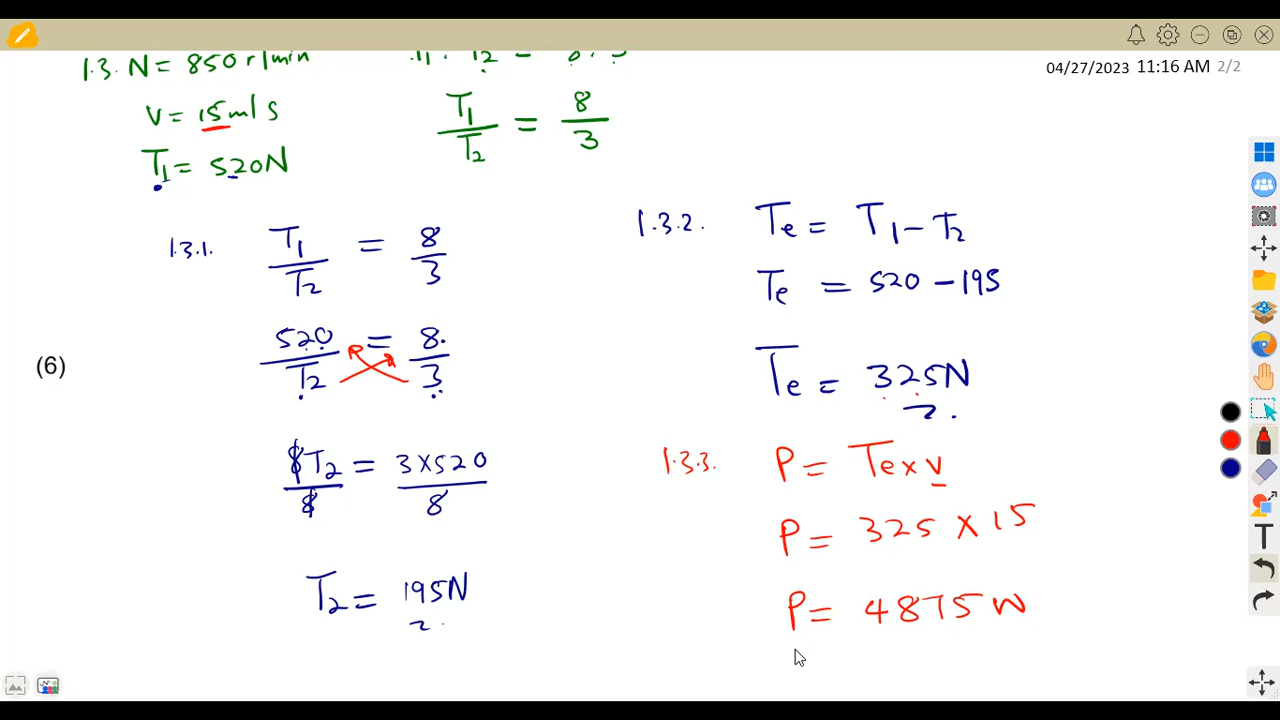 04/27/2023 11:16 AM 2/2
1.3. N = 850 r/min
V = 15 m/s
T₁ = 520N
T₁/T₂ = 8/3
1.3.1. T₁/T₂ = 8/3
520/T₂ = 8/3
(6)
8T₂/8 = 3×520/8
T₂ = 195N
1.3.2. Te = T₁ - T₂
Te = 520 - 195
Te = 325N
1.3.3. P = Te × v
P = 325 × 15
P = 4875 W
T